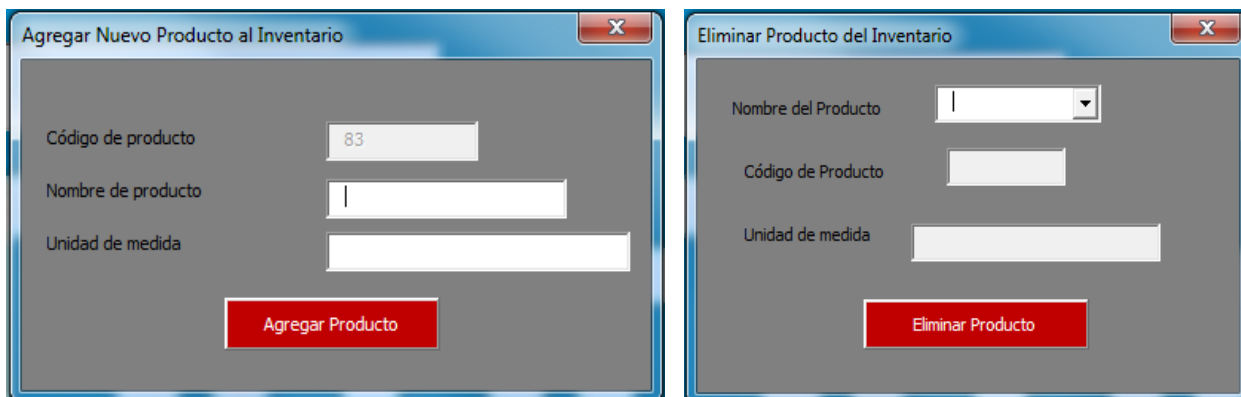 Agregar Nuevo Producto al Inventario
Código de producto
83
Nombre de producto
Unidad de medida
Agregar Producto
Eliminar Producto del Inventario
Nombre del Producto
Código de Producto
Unidad de medida
Eliminar Producto